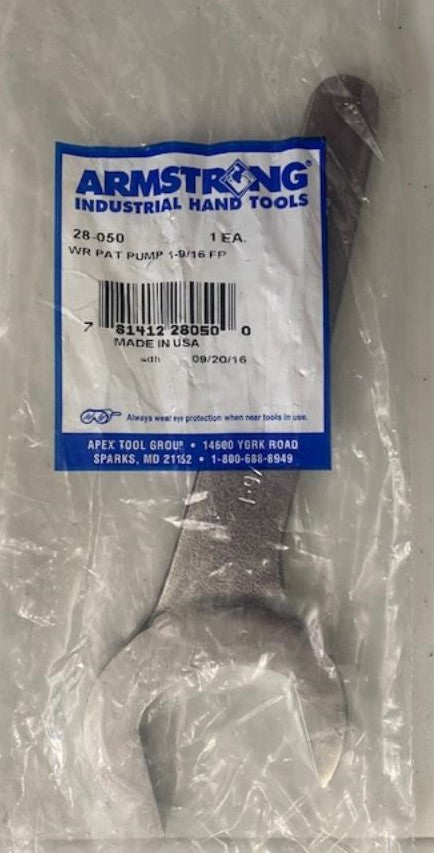 ARMSTRONG®
INDUSTRIAL HAND TOOLS
28-050 1 EA.
WR PAT PUMP 1-9/16 FP
7 81412 28050 0
MADE IN USA
sdh 09/20/16
Always wear eye protection when near tools in use.
APEX TOOL GROUP • 14600 YORK ROAD
SPARKS, MD 21152 • 1-800-688-8949